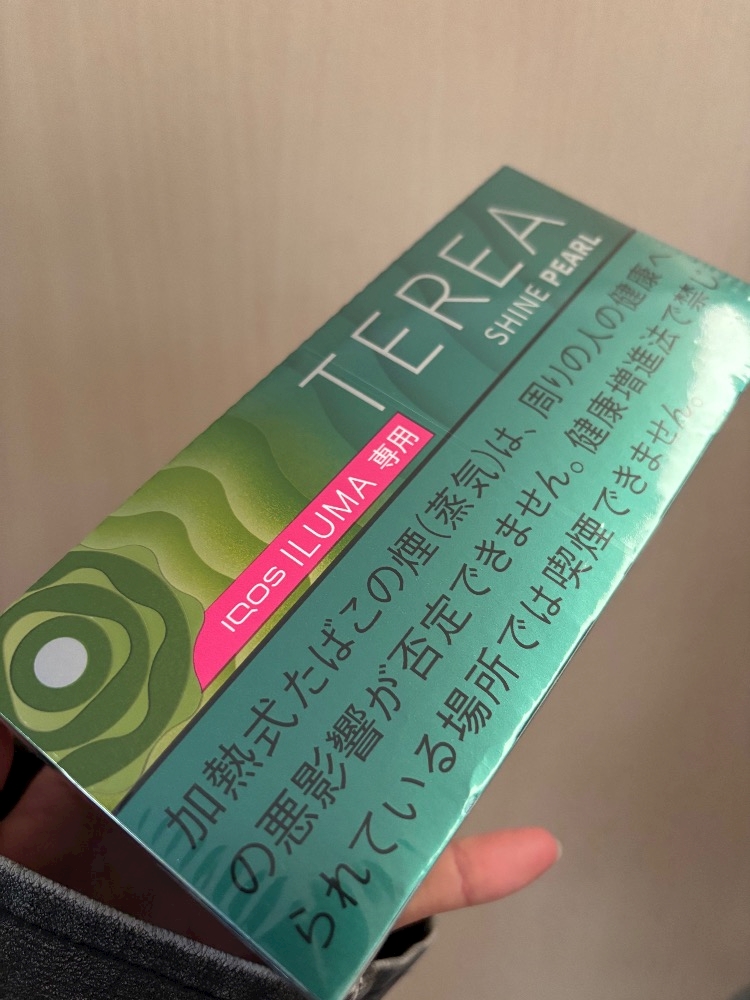 TEREA
SHINE PEARL
IQOS ILUMA 専用
加熱式たばこの煙(蒸気)は、周りの人の健康へ
の悪影響が否定できません。健康増進法で禁じ
られている場所では喫煙できません。